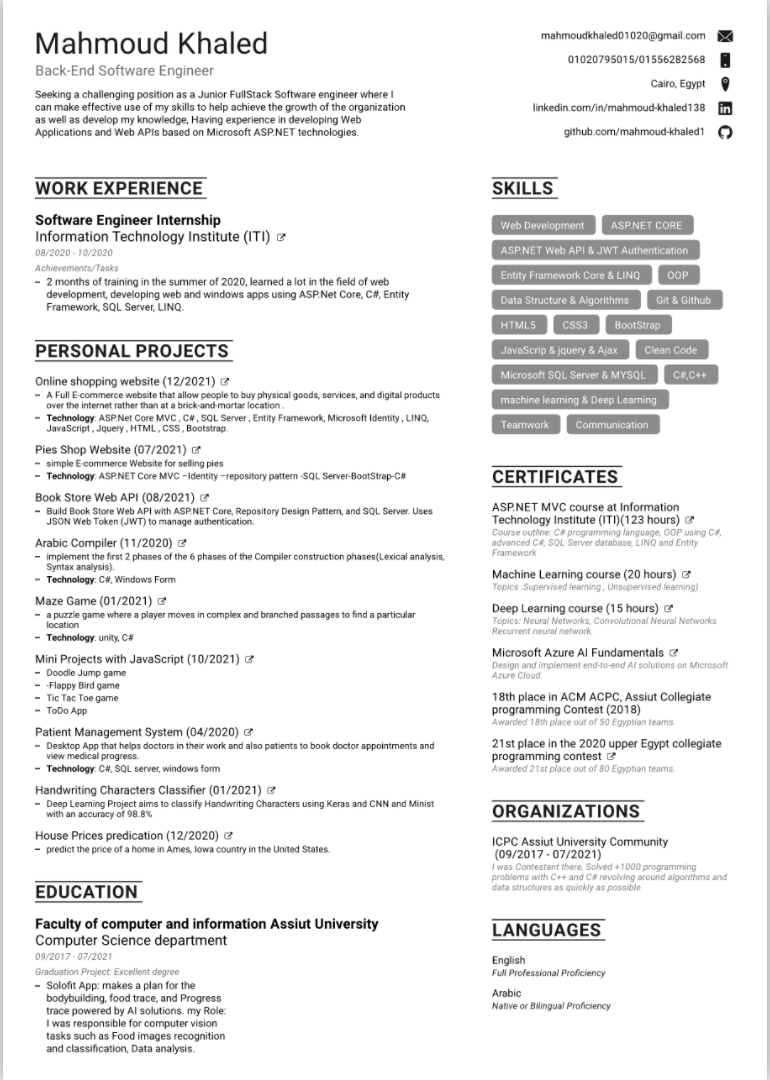 Mahmoud Khaled
Back-End Software Engineer
Seeking a challenging position as a Junior FullStack Software engineer where I
can make effective use of my skills to help achieve the growth of the organization
as well as develop my knowledge, Having experience in developing Web
Applications and Web APIs based on Microsoft ASP.NET technologies.
mahmoudkhaled01020@gmail.com
01020795015/01556282568
Cairo, Egypt
linkedin.com/in/mahmoud-khaled138
github.com/mahmoud-khaled1
WORK EXPERIENCE
Software Engineer Internship
Information Technology Institute (ITI)
08/2020 - 10/2020
Achievements/Tasks
– 2 months of training in the summer of 2020, learned a lot in the field of web
development, developing web and windows apps using ASP.Net Core, C#, Entity
Framework, SQL Server, LINQ.
PERSONAL PROJECTS
Online shopping website (12/2021)
– A Full E-commerce website that allow people to buy physical goods, services, and digital products
over the internet rather than at a brick-and-mortar location .
– Technology: ASP.Net Core MVC , C# , SQL Server , Entity Framework, Microsoft Identity , LINQ,
JavaScript , Jquery , HTML , CSS , Bootstrap.
Pies Shop Website (07/2021)
– simple E-commerce Website for selling pies
– Technology: ASP.NET Core MVC –Identity –repository pattern -SQL Server-BootStrap-C#
Book Store Web API (08/2021)
– Build Book Store Web API with ASP.NET Core, Repository Design Pattern, and SQL Server. Uses
JSON Web Token (JWT) to manage authentication.
Arabic Compiler (11/2020)
– implement the first 2 phases of the 6 phases of the Compiler construction phases(Lexical analysis,
Syntax analysis).
– Technology: C#, Windows Form
Maze Game (01/2021)
– a puzzle game where a player moves in complex and branched passages to find a particular
location
– Technology: unity, C#
Mini Projects with JavaScript (10/2021)
– Doodle Jump game
– -Flappy Bird game
– Tic Tac Toe game
– ToDo App
Patient Management System (04/2020)
– Desktop App that helps doctors in their work and also patients to book doctor appointments and
view medical progress.
– Technology: C#, SQL server, windows form
Handwriting Characters Classifier (01/2021)
– Deep Learning Project aims to classify Handwriting Characters using Keras and CNN and Minist
with an accuracy of 98.8%
House Prices predication (12/2020)
– predict the price of a home in Ames, Iowa country in the United States.
EDUCATION
Faculty of computer and information Assiut University
Computer Science department
09/2017 - 07/2021
Graduation Project: Excellent degree
– Solofit App: makes a plan for the
bodybuilding, food trace, and Progress
trace powered by AI solutions. my Role:
I was responsible for computer vision
tasks such as Food images recognition
and classification, Data analysis.
SKILLS
Web Development ASP.NET CORE
ASP.NET Web API & JWT Authentication
Entity Framework Core & LINQ OOP
Data Structure & Algorithms Git & Github
HTML5 CSS3 BootStrap
JavaScrip & jquery & Ajax Clean Code
Microsoft SQL Server & MYSQL C#,C++
machine learning & Deep Learning
Teamwork Communication
CERTIFICATES
ASP.NET MVC course at Information
Technology Institute (ITI)(123 hours)
Course outline: C# programming language, OOP using C#,
advanced C#, SQL Server database, LINQ and Entity
Framework
Machine Learning course (20 hours)
Topics :Supervised learning , Unsupervised learning)
Deep Learning course (15 hours)
Topics: Neural Networks, Convolutional Neural Networks
Recurrent neural network.
Microsoft Azure AI Fundamentals
Design and implement end-to-end AI solutions on Microsoft
Azure Cloud.
18th place in ACM ACPC, Assiut Collegiate
programming Contest (2018)
Awarded 18th place out of 50 Egyptian teams.
21st place in the 2020 upper Egypt collegiate
programming contest
Awarded 21st place out of 80 Egyptian teams.
ORGANIZATIONS
ICPC Assiut University Community
(09/2017 - 07/2021)
I was Contestant there, Solved +1000 programming
problems with C++ and C# revolving around algorithms and
data structures as quickly as possible
LANGUAGES
English
Full Professional Proficiency
Arabic
Native or Bilingual Proficiency